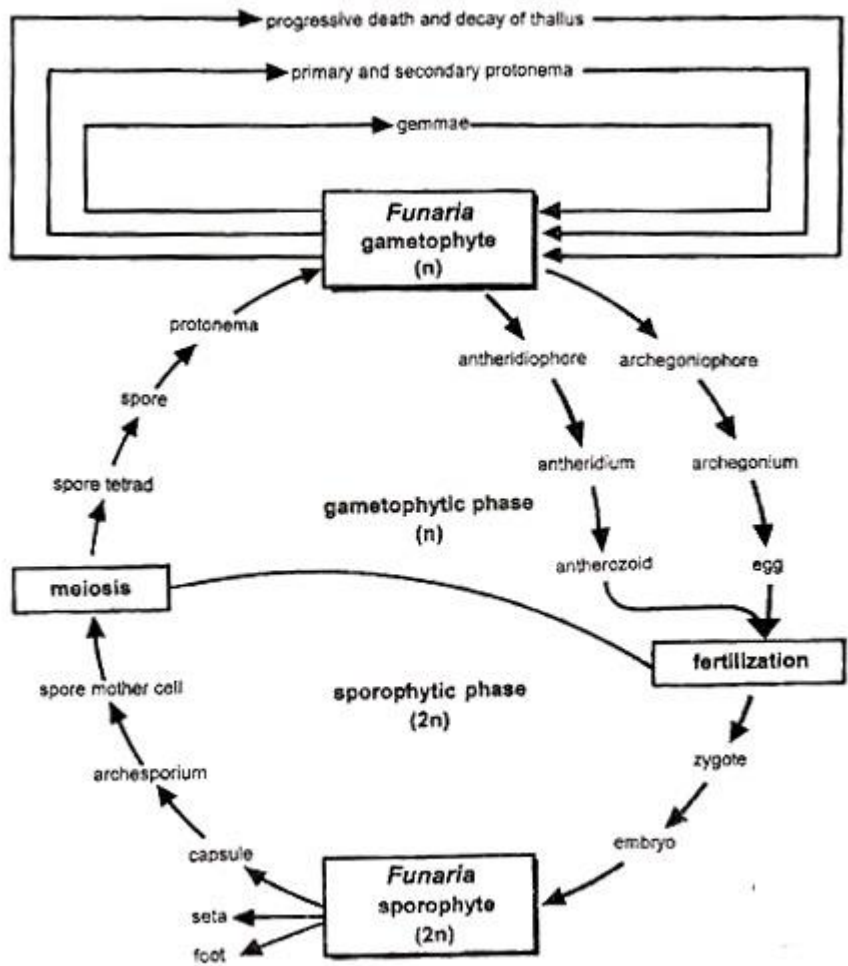 progressive death and decay of thallus
primary and secondary protonema
gemmae
Funaria
gametophyte
(n)
protonema
antheridiophore
archegoniophore
spore
antheridium
archegonium
spore tetrad
gametophytic phase
(n)
antherozoid
egg
meiosis
fertilization
spore mother cell
sporophytic phase
(2n)
zygote
archesporium
embryo
capsule
Funaria
sporophyte
(2n)
seta
foot